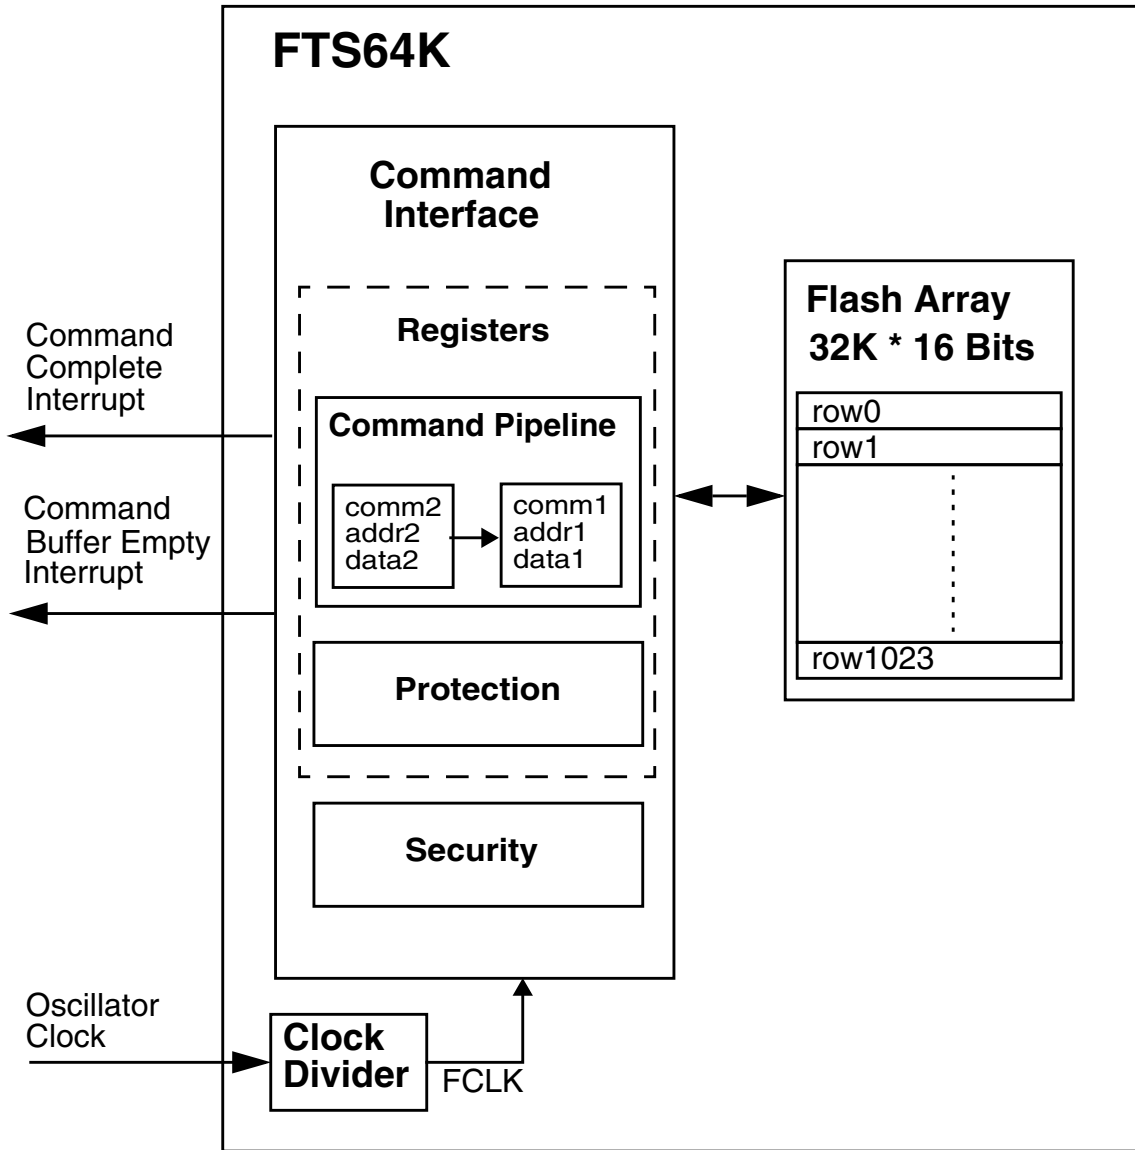 FTS64K
Command
Interface
Registers
Command Pipeline
comm2
addr2
data2
comm1
addr1
data1
Protection
Security
Command
Complete
Interrupt
Command
Buffer Empty
Interrupt
Flash Array
32K * 16 Bits
row0
row1
row1023
Oscillator
Clock
Clock
Divider
FCLK